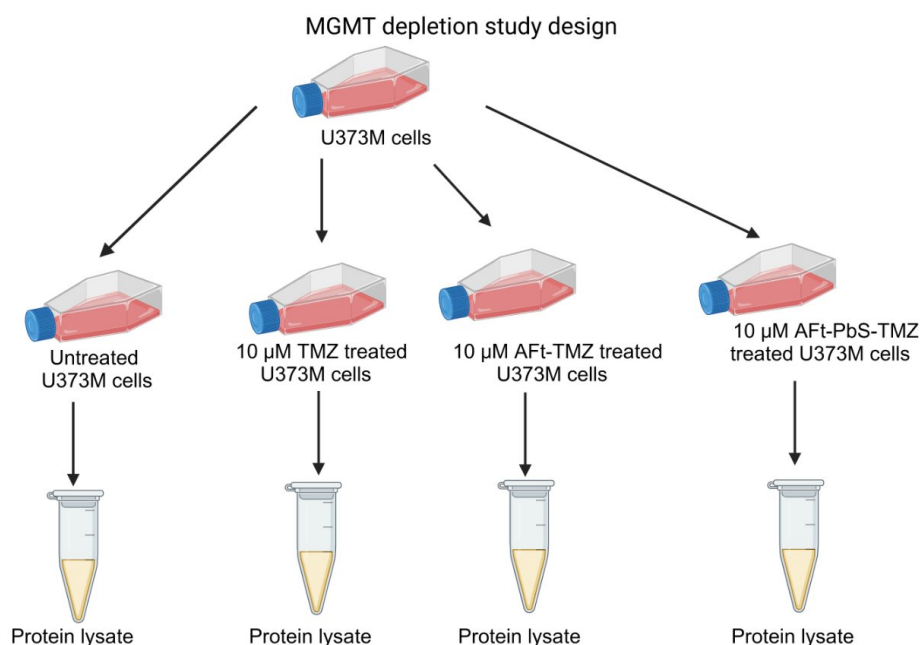 MGMT depletion study design
U373M cells
Untreated
U373M cells
10 µM TMZ treated
U373M cells
10 µM AFt-TMZ treated
U373M cells
10 µM AFt-PbS-TMZ
treated U373M cells
Protein lysate
Protein lysate
Protein lysate
Protein lysate